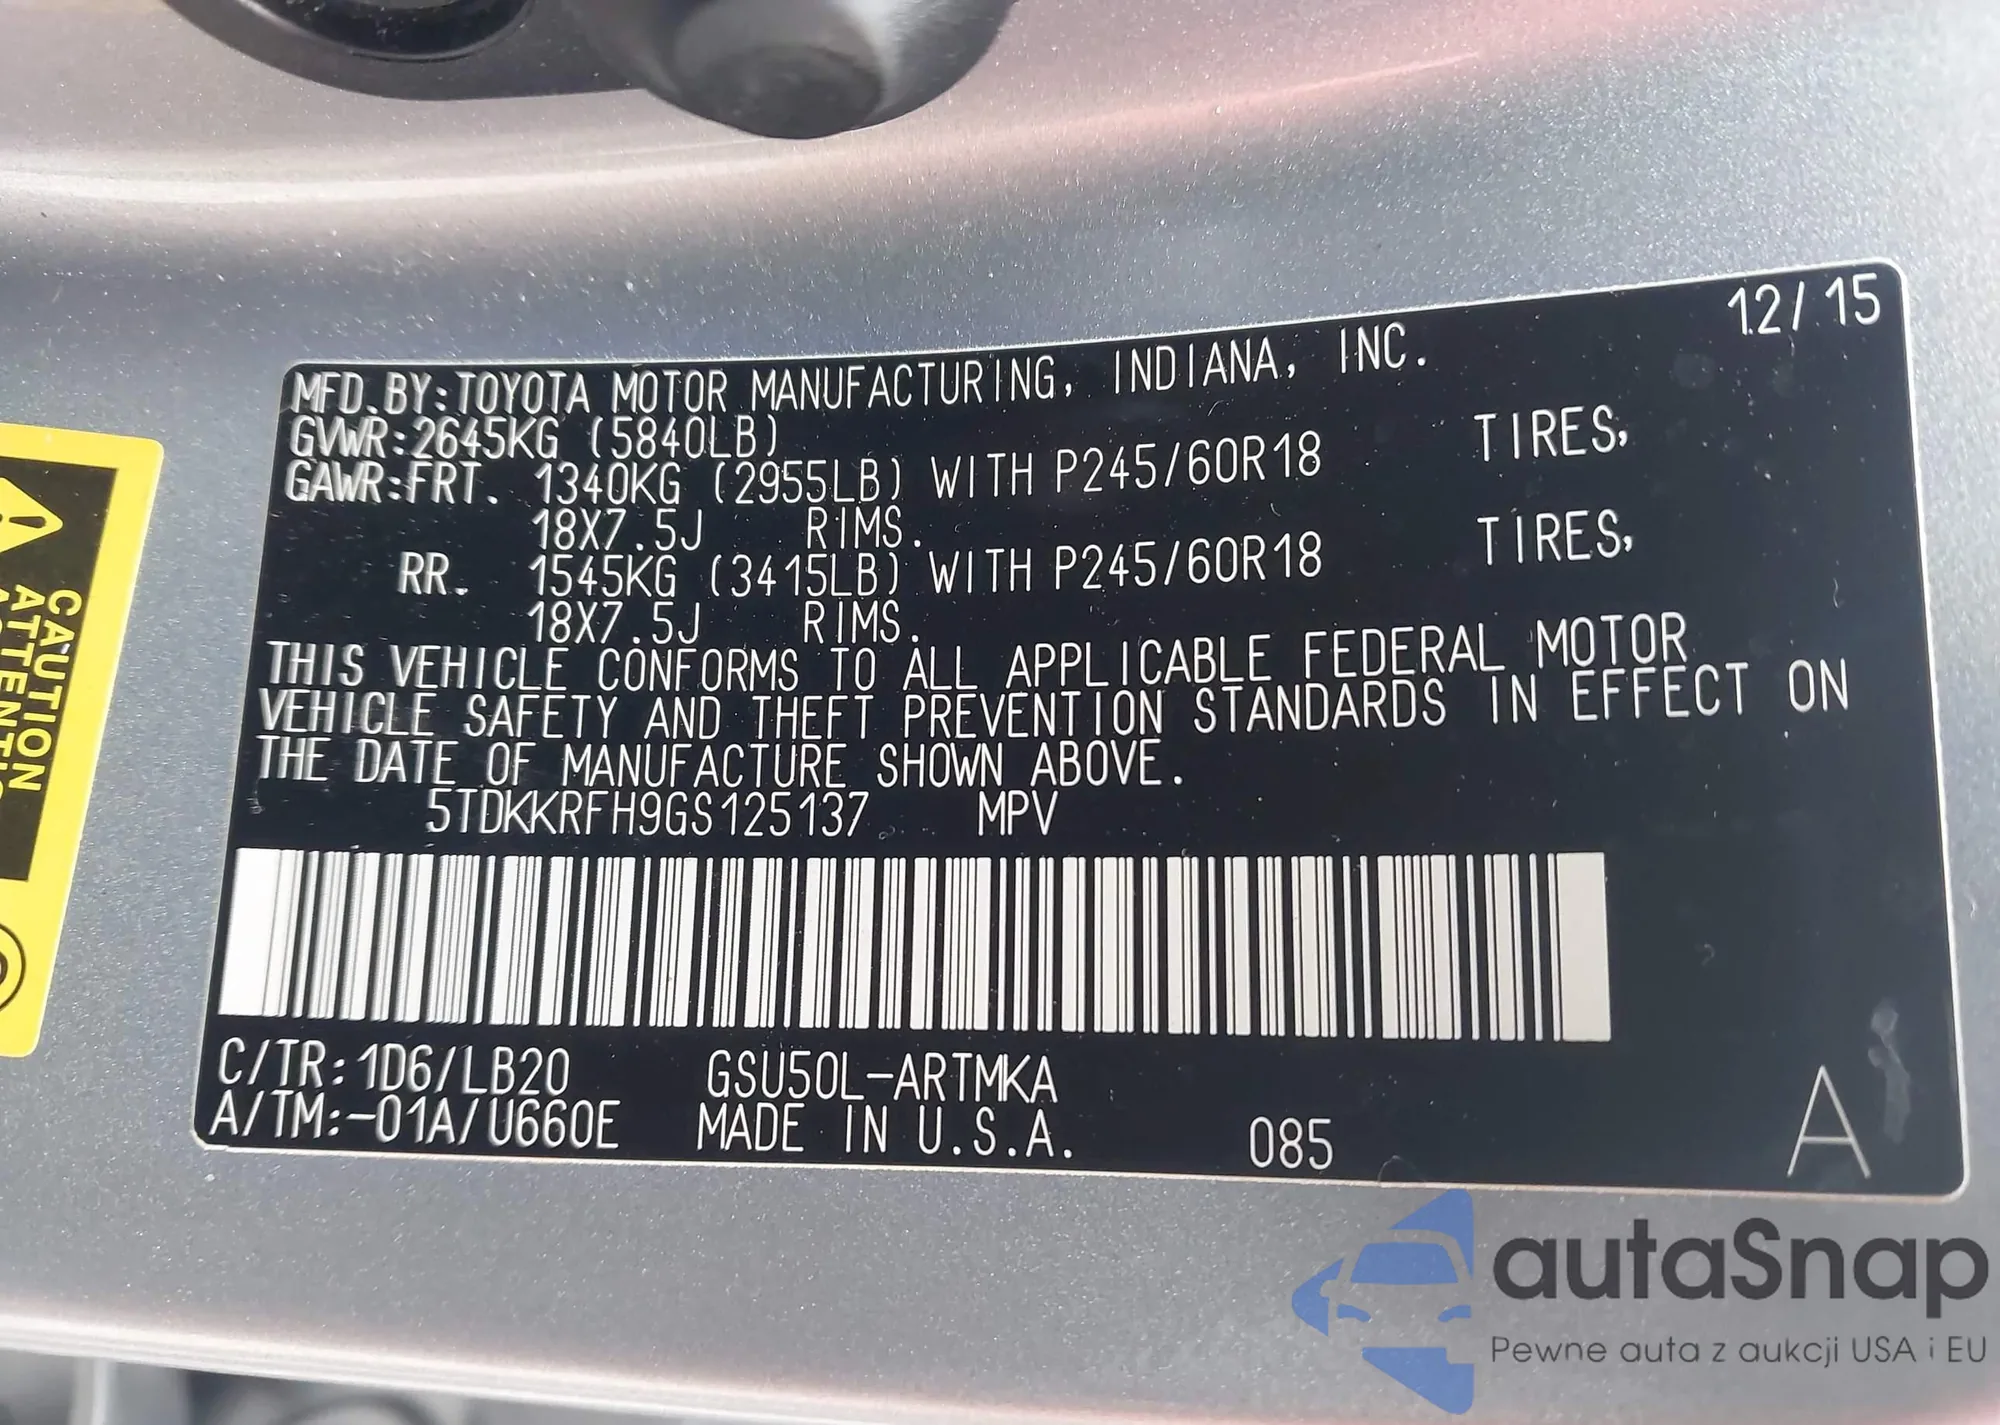 12/15
MFD. BY: TOYOTA MOTOR MANUFACTURING, INDIANA, INC.
GVWR: 2645KG (5840LB)
GAWR: FRT. 1340KG (2955LB) WITH P245/60R18 TIRES,
18X7.5J RIMS.
RR. 1545KG (3415LB) WITH P245/60R18 TIRES,
18X7.5J RIMS.
THIS VEHICLE CONFORMS TO ALL APPLICABLE FEDERAL MOTOR
VEHICLE SAFETY AND THEFT PREVENTION STANDARDS IN EFFECT ON
THE DATE OF MANUFACTURE SHOWN ABOVE.
5TDKKRFH9GS125137 MPV
C/TR: 1D6/LB20 GSU50L-ARTMKA
A/TM: -01A/U660E MADE IN U.S.A. 085 A
CAUTION
autaSnap
Pewne auta z aukcji USA i EU